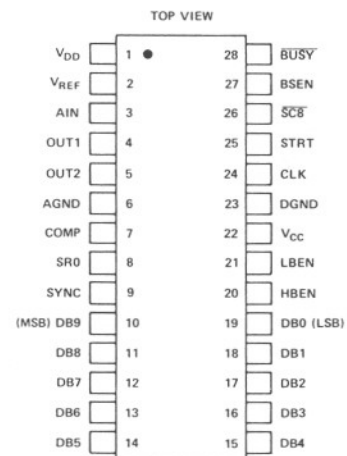 TOP VIEW
VDD 1 28 BUSY
VREF 2 27 BSEN
AIN 3 26 SC8
OUT1 4 25 STRT
OUT2 5 24 CLK
AGND 6 23 DGND
COMP 7 22 VCC
SRO 8 21 LBEN
SYNC 9 20 HBEN
(MSB) DB9 10 19 DB0 (LSB)
DB8 11 18 DB1
DB7 12 17 DB2
DB6 13 16 DB3
DB5 14 15 DB4